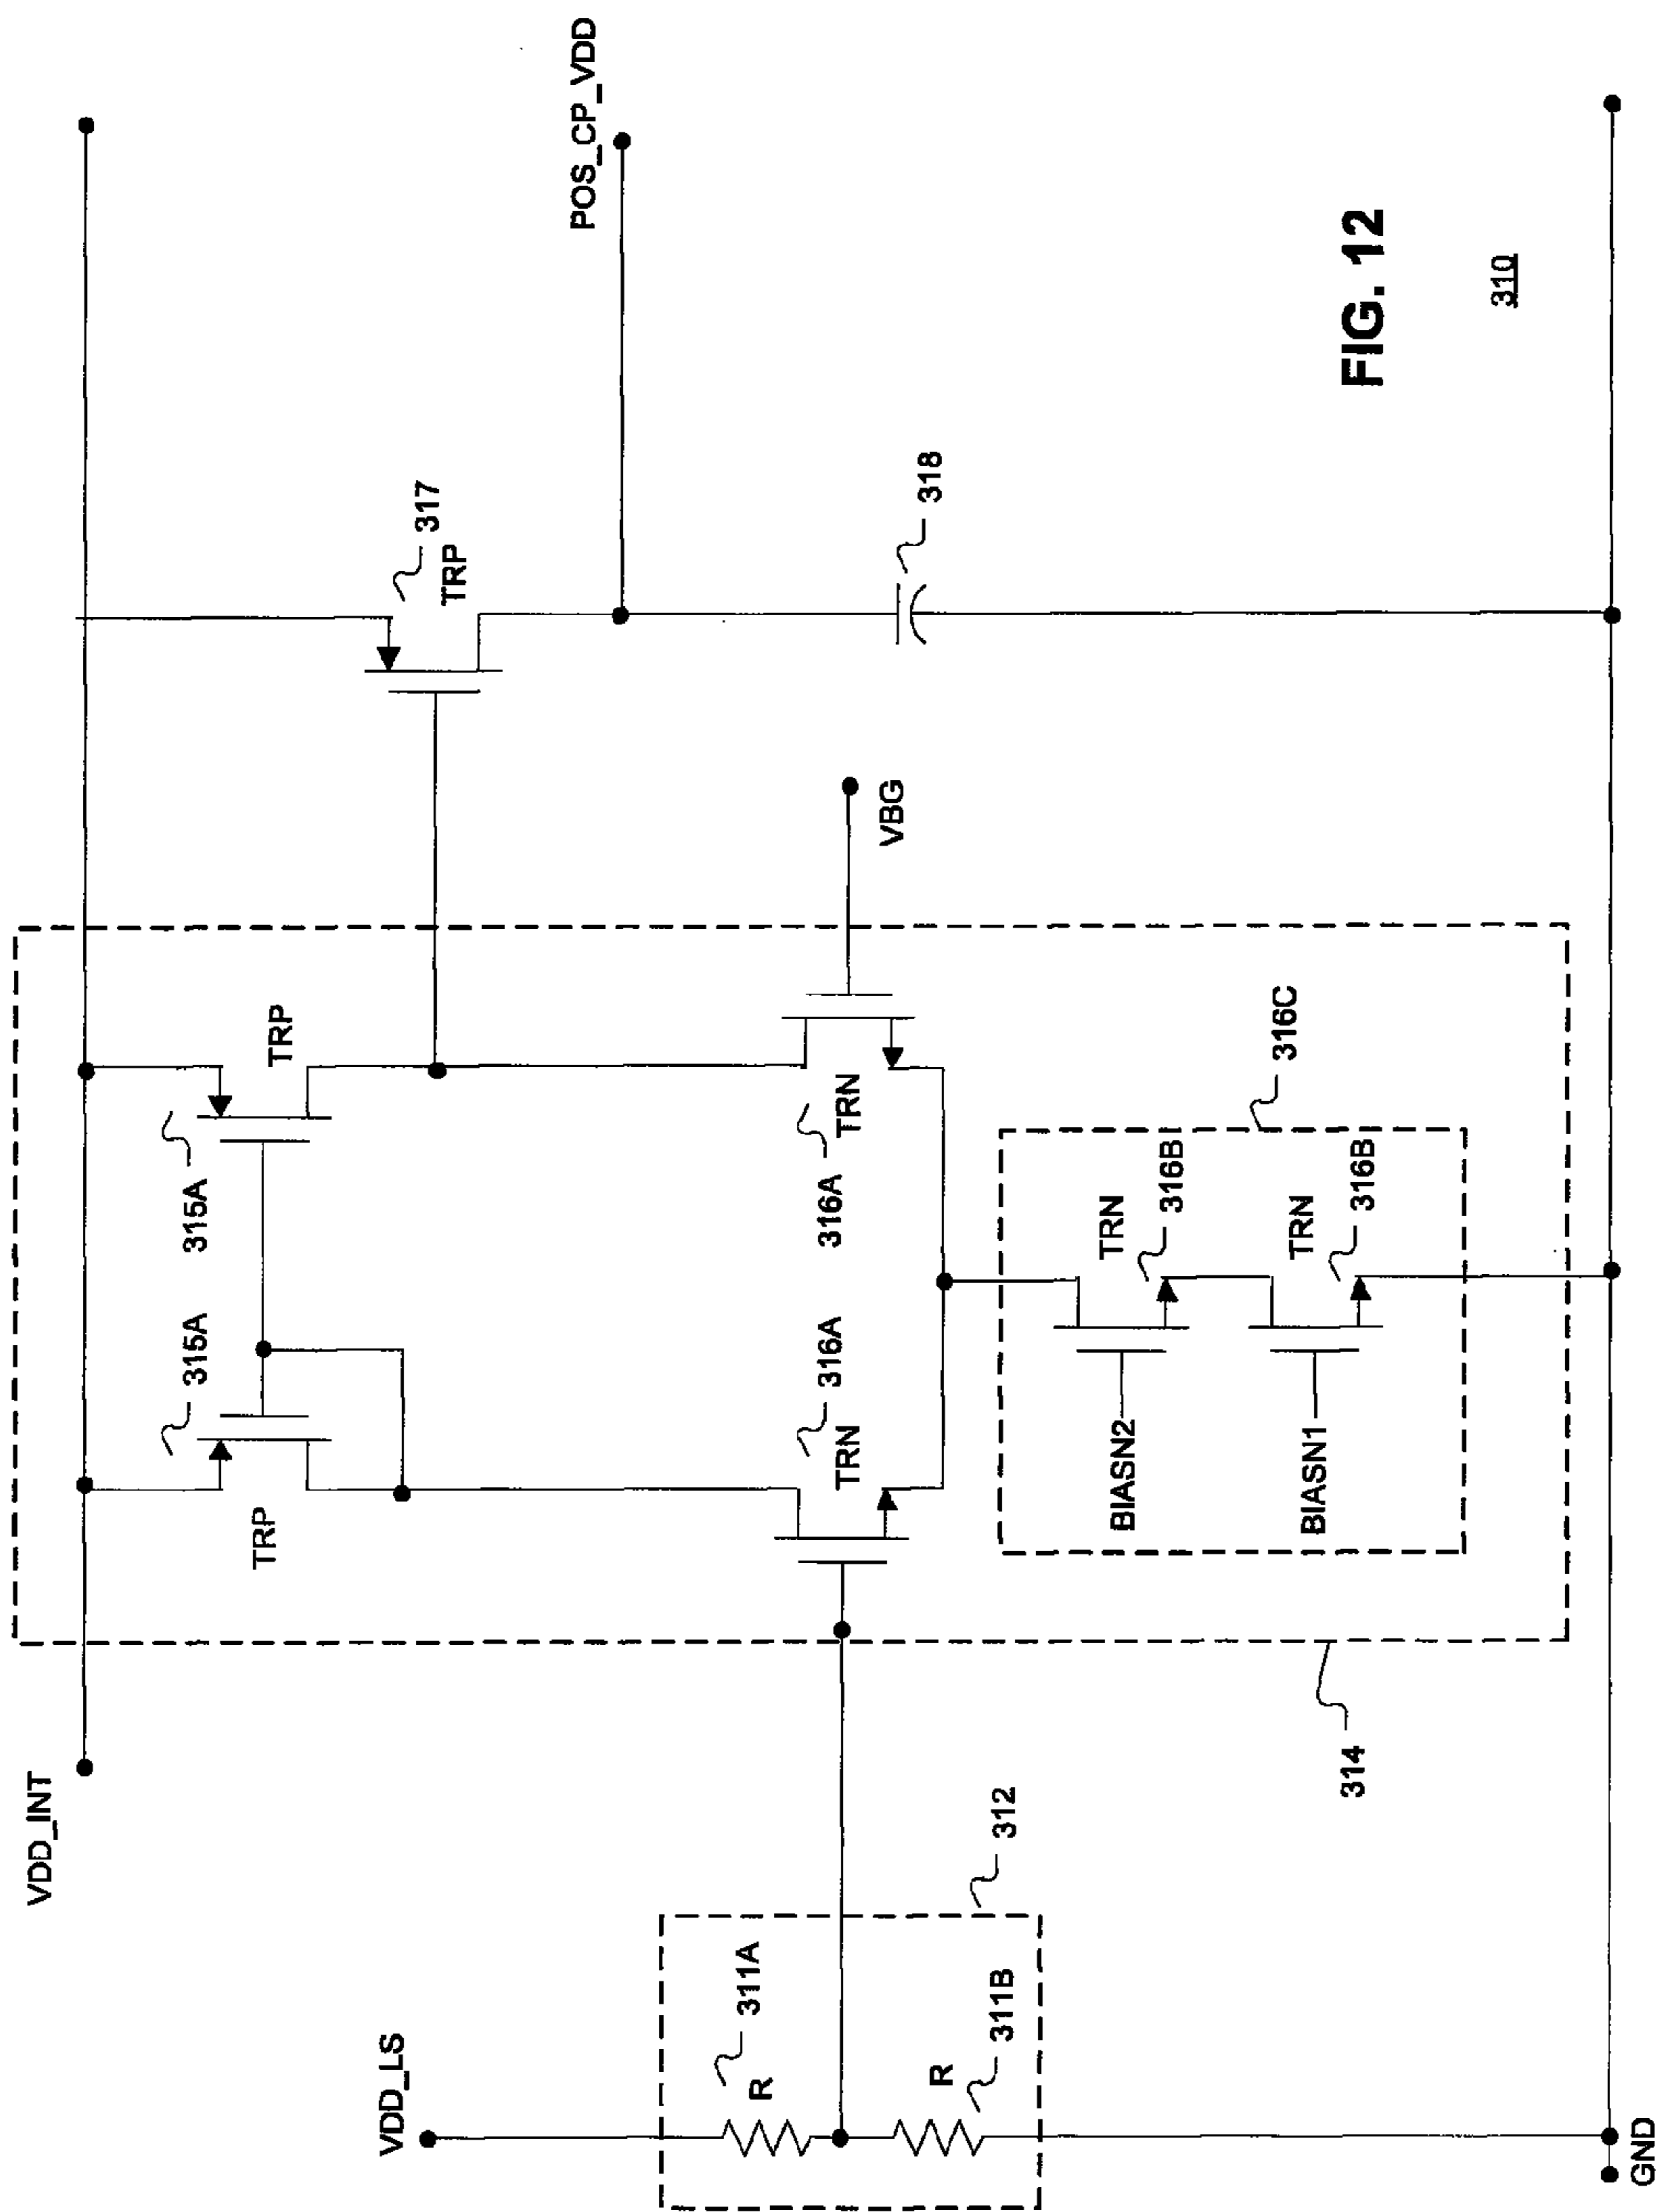 VDD_INT
VDD_LS
R
311A
R
311B
312
GND
314
TRP
315A
315A
TRP
TRN
316A
316A
TRN
BIASN2
BIASN1
TRN
316B
TRN
316B
316C
VBG
317
TRP
318
POS_CP_VDD
FIG. 12
310